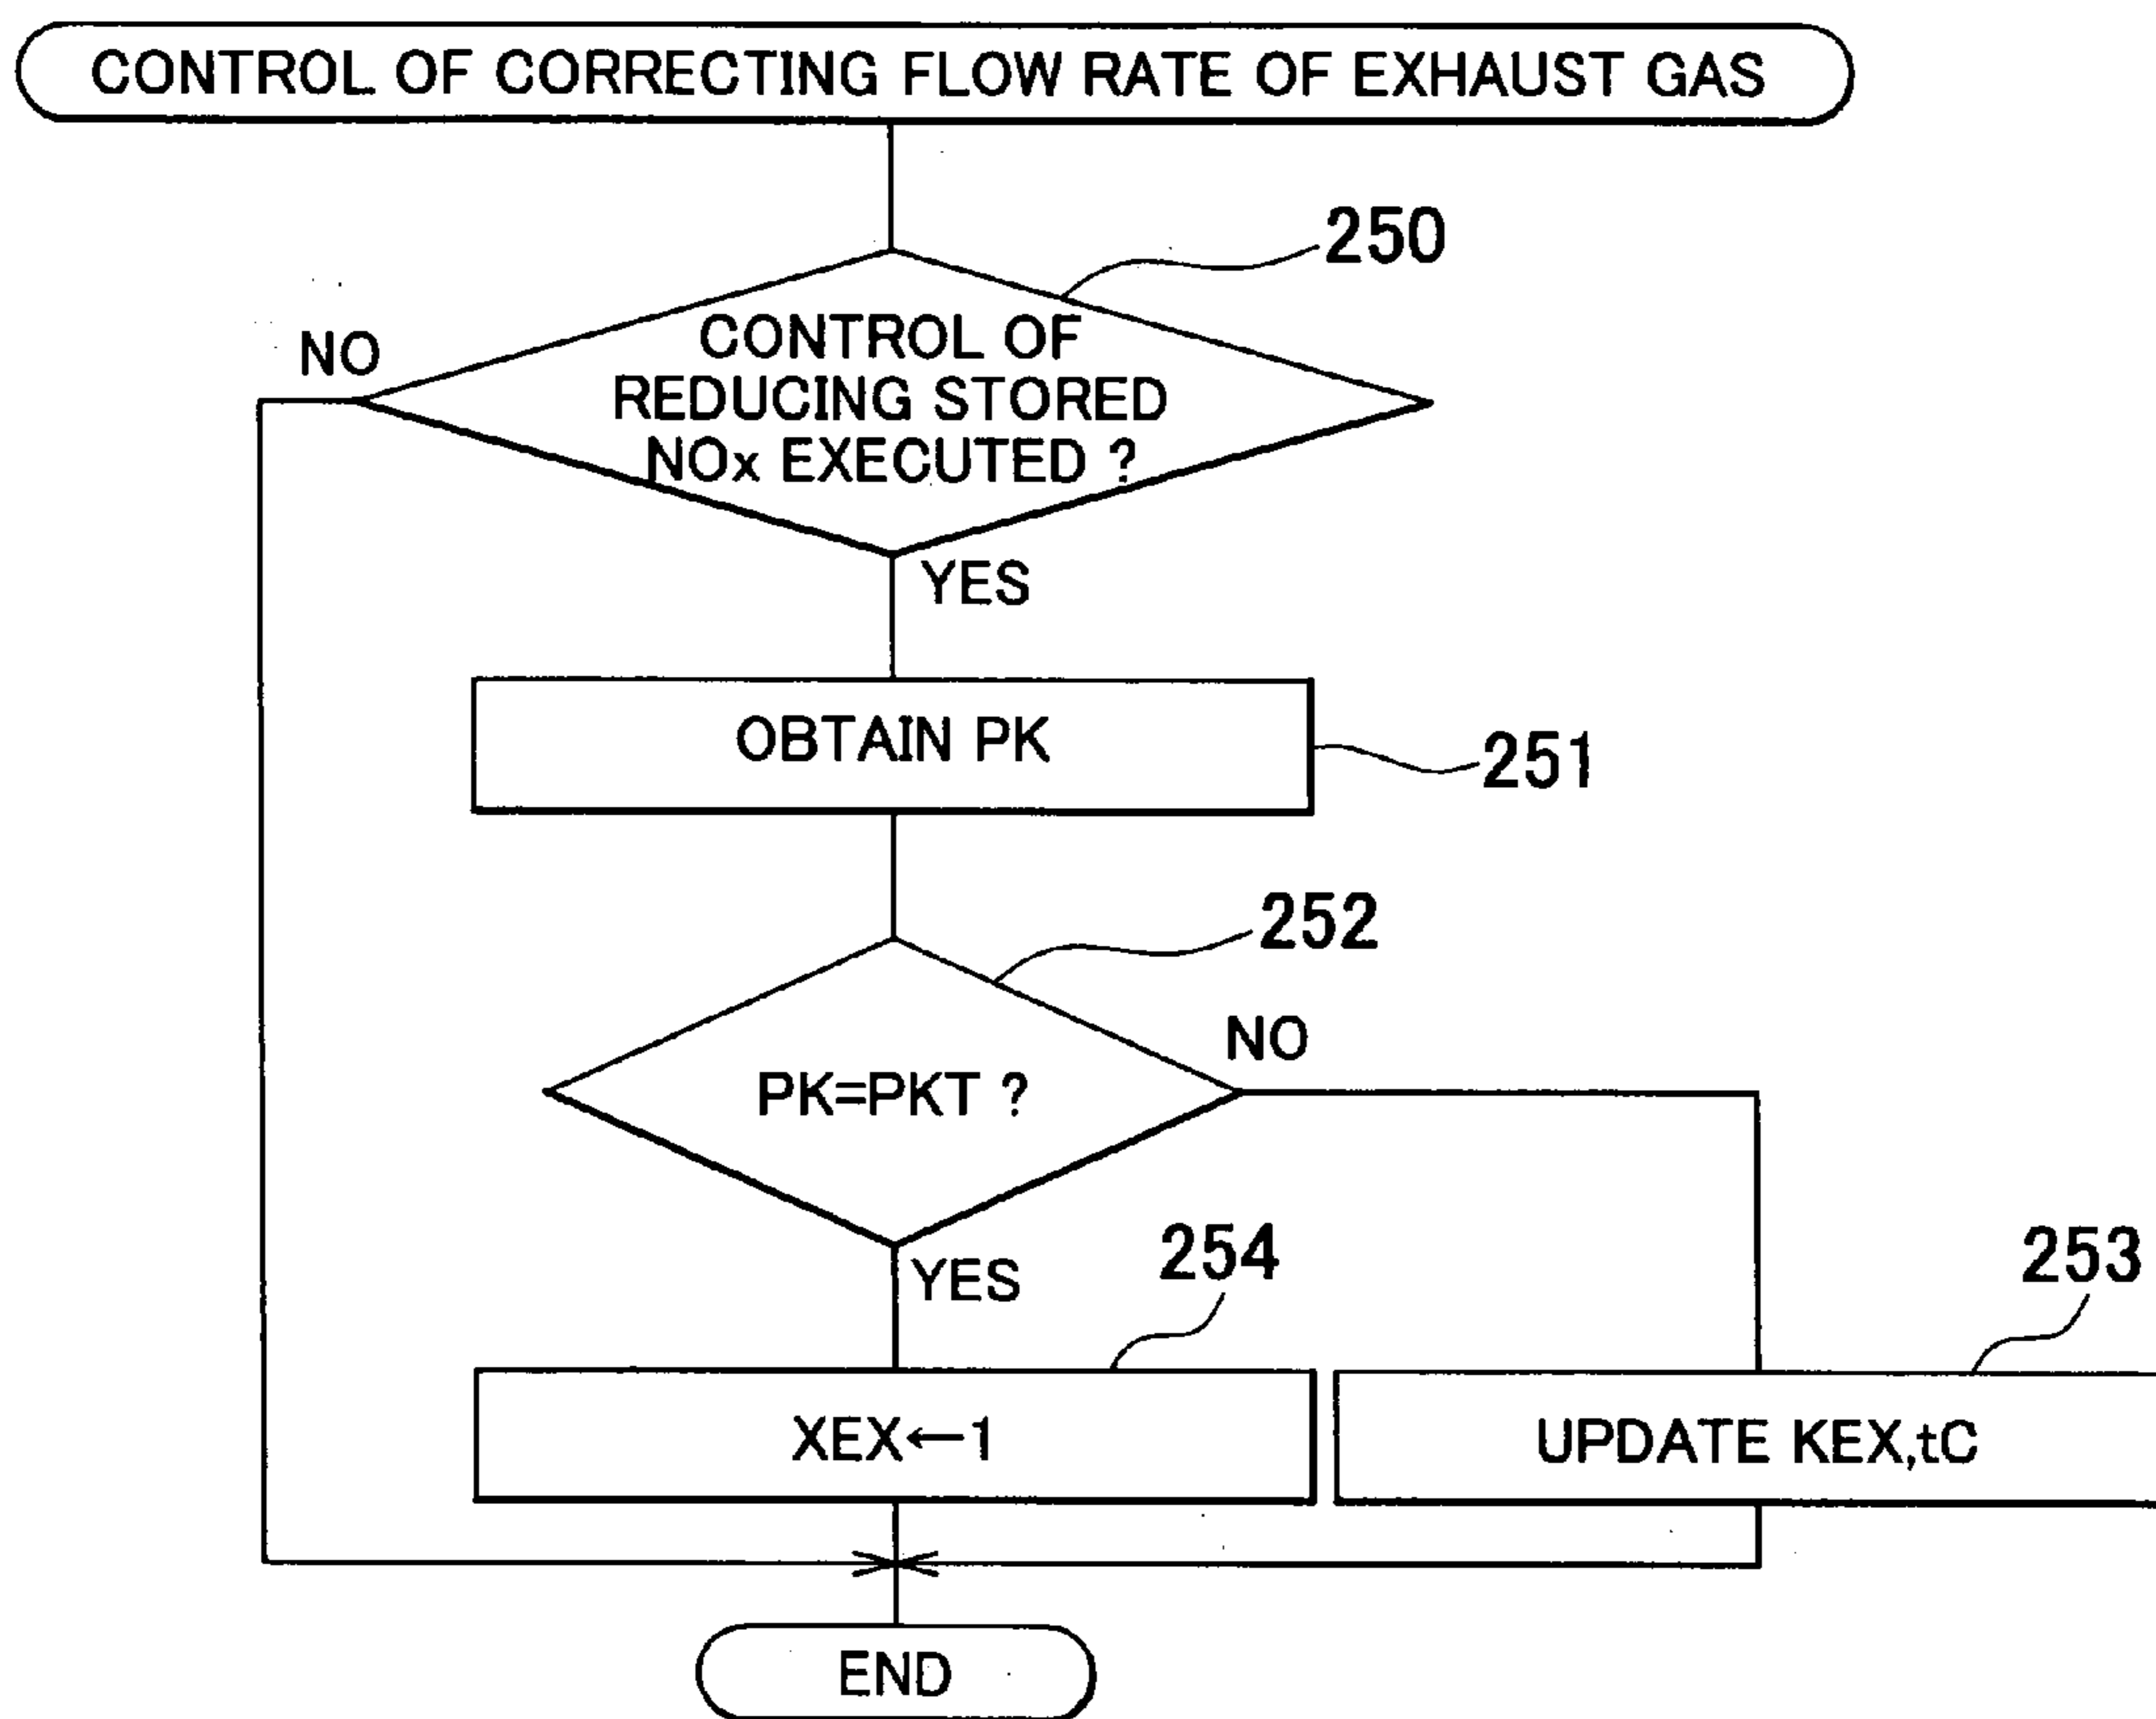 CONTROL OF CORRECTING FLOW RATE OF EXHAUST GAS
250
NO
CONTROL OF
REDUCING STORED
NOx EXECUTED ?
YES
OBTAIN PK
251
252
NO
PK=PKT ?
YES
254
253
XEX←1
UPDATE KEX,tC
END